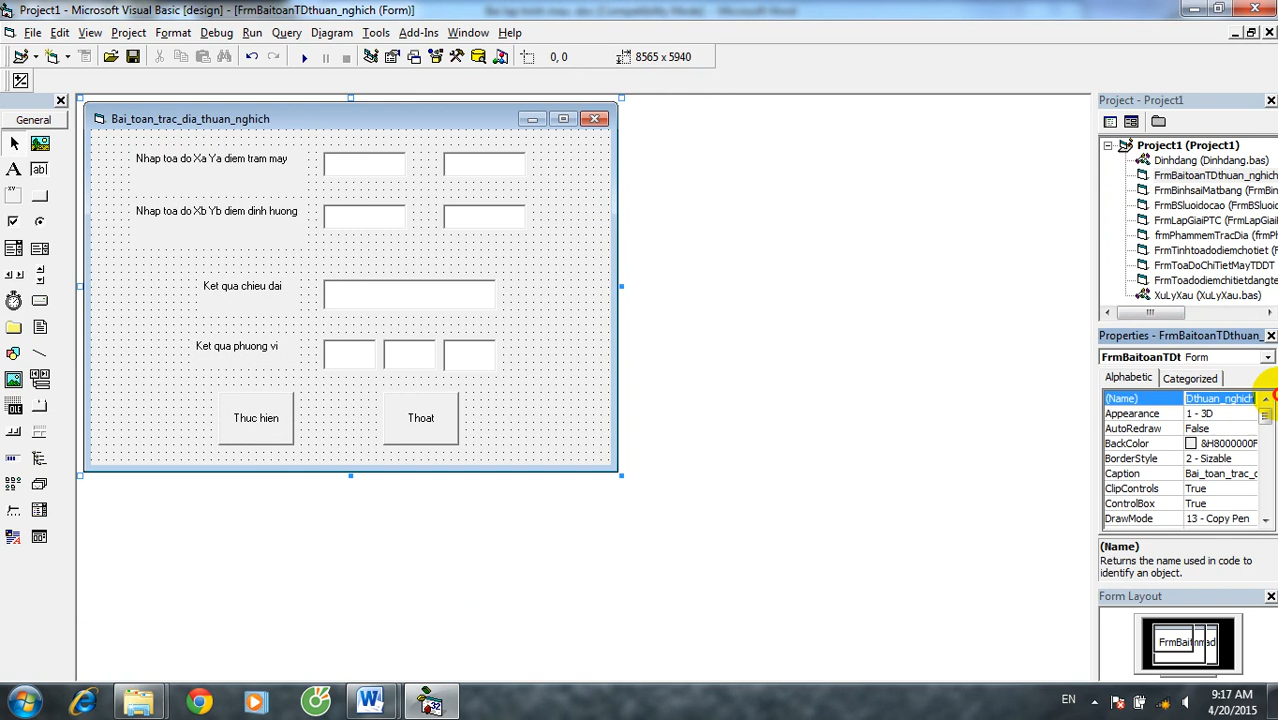 Project1 - Microsoft Visual Basic [design] - [FrmBaitoanTDthuan_nghich (Form)]
File Edit View Project Format Debug Run Query Diagram Tools Add-Ins Window Help
0, 0 8565 x 5940
General
Bai_toan_trac_dia_thuan_nghich
Nhap toa do Xa Ya diem tram may
Nhap toa do Xb Yb diem dinh huong
Ket qua chieu dai
Ket qua phuong vi
Thuc hien Thoat
Project - Project1
Project1 (Project1)
Dinhdang (Dinhdang.bas)
FrmBaitoanTDthuan_nghich
FrmBinhsaiMatbang (FrmBin
FrmBSluoidocao (FrmBSluoi
FrmLapGiaiPTC (FrmLapGia
frmPhammemTracDia (frmPh
FrmTinhtoadodiemchotiet (
FrmToaDoChiTietMayTDDT (
FrmToadodiemchitietdangte
XuLyXau (XuLyXau.bas)
Properties - FrmBaitoanTDthuan_
FrmBaitoanTDt Form
Alphabetic Categorized
(Name) Dthuan_nghich
Appearance 1 - 3D
AutoRedraw False
BackColor &H8000000F
BorderStyle 2 - Sizable
Caption Bai_toan_trac_d
ClipControls True
ControlBox True
DrawMode 13 - Copy Pen
(Name)
Returns the name used in code to
identify an object.
Form Layout
FrmBait
EN
9:17 AM
4/20/2015